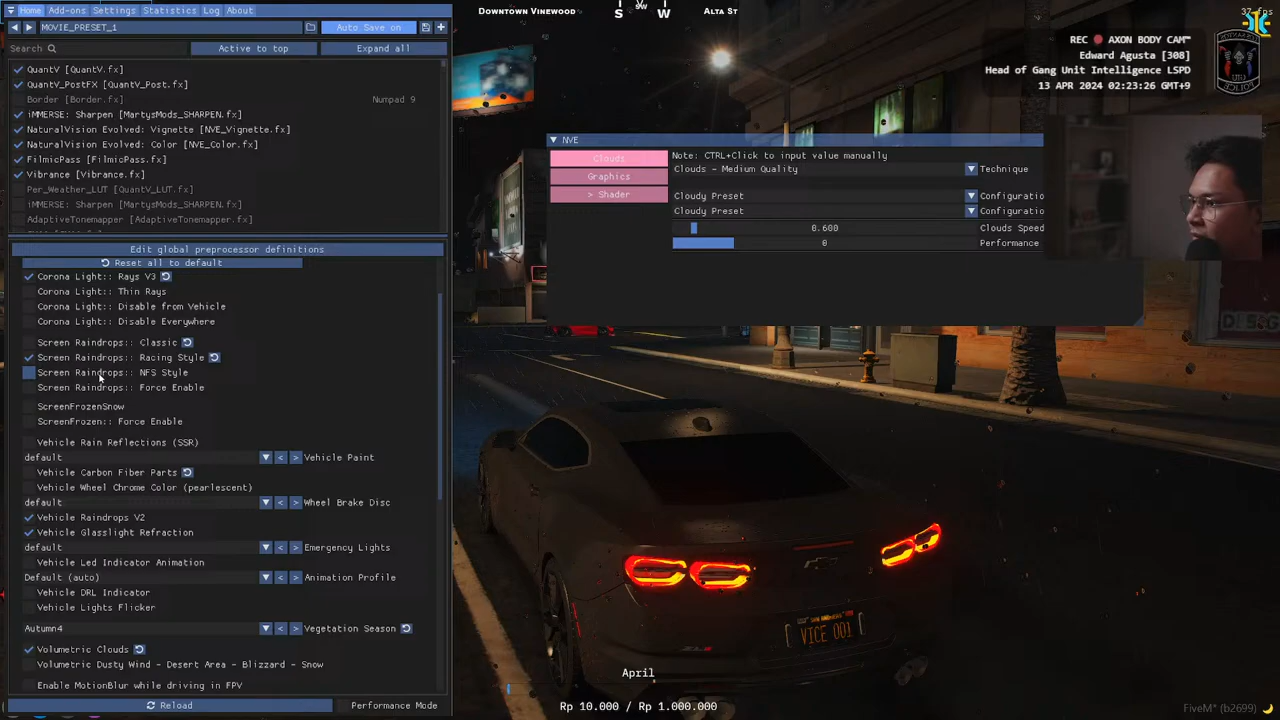 Home Add-ons Settings Statistics Log About
MOVIE_PRESET_1 Auto Save on
Search Active to top Expand all
QuantV [QuantV.fx]
QuantV_PostFX [QuantV_Post.fx]
Border [Border.fx] Numpad 9
iMMERSE: Sharpen [MartysMods_SHARPEN.fx]
NaturalVision Evolved: Vignette [NVE_Vignette.fx]
NaturalVision Evolved: Color [NVE_Color.fx]
FilmicPass [FilmicPass.fx]
Vibrance [Vibrance.fx]
Per_Weather_LUT [QuantV_LUT.fx]
iMMERSE: Sharpen [MartysMods_SHARPEN.fx]
AdaptiveTonemapper [AdaptiveTonemapper.fx]
Edit global preprocessor definitions
Reset all to default
Corona Light:: Rays V3
Corona Light:: Thin Rays
Corona Light:: Disable from Vehicle
Corona Light:: Disable Everywhere
Screen Raindrops:: Classic
Screen Raindrops:: Racing Style
Screen Raindrops:: NFS Style
Screen Raindrops:: Force Enable
ScreenFrozenSnow
ScreenFrozen:: Force Enable
Vehicle Rain Reflections (SSR)
default < > Vehicle Paint
Vehicle Carbon Fiber Parts
Vehicle Wheel Chrome Color (pearlescent)
default < > Wheel Brake Disc
Vehicle Raindrops V2
Vehicle Glasslight Refraction
default < > Emergency Lights
Vehicle Led Indicator Animation
Default (auto) < > Animation Profile
Vehicle DRL Indicator
Vehicle Lights Flicker
Autumn4 < > Vegetation Season
Volumetric Clouds
Volumetric Dusty Wind - Desert Area - Blizzard - Snow
Enable MotionBlur while driving in FPV
Reload Performance Mode
Downtown Vinewood S W Alta St
37 fps
REC AXON BODY CAM™
Edward Agusta [308]
Head of Gang Unit Intelligence LSPD
13 APR 2024 02:23:26 GMT+9
POLICE
NVE
Clouds Note: CTRL+Click to input value manually
Clouds - Medium Quality Technique
Graphics
> Shader Cloudy Preset Configuratio
Cloudy Preset Configuratio
0.600 Clouds Speed
0 Performance
VICE 001
April
Rp 10.000 / Rp 1.000.000
FiveM* (b2699)